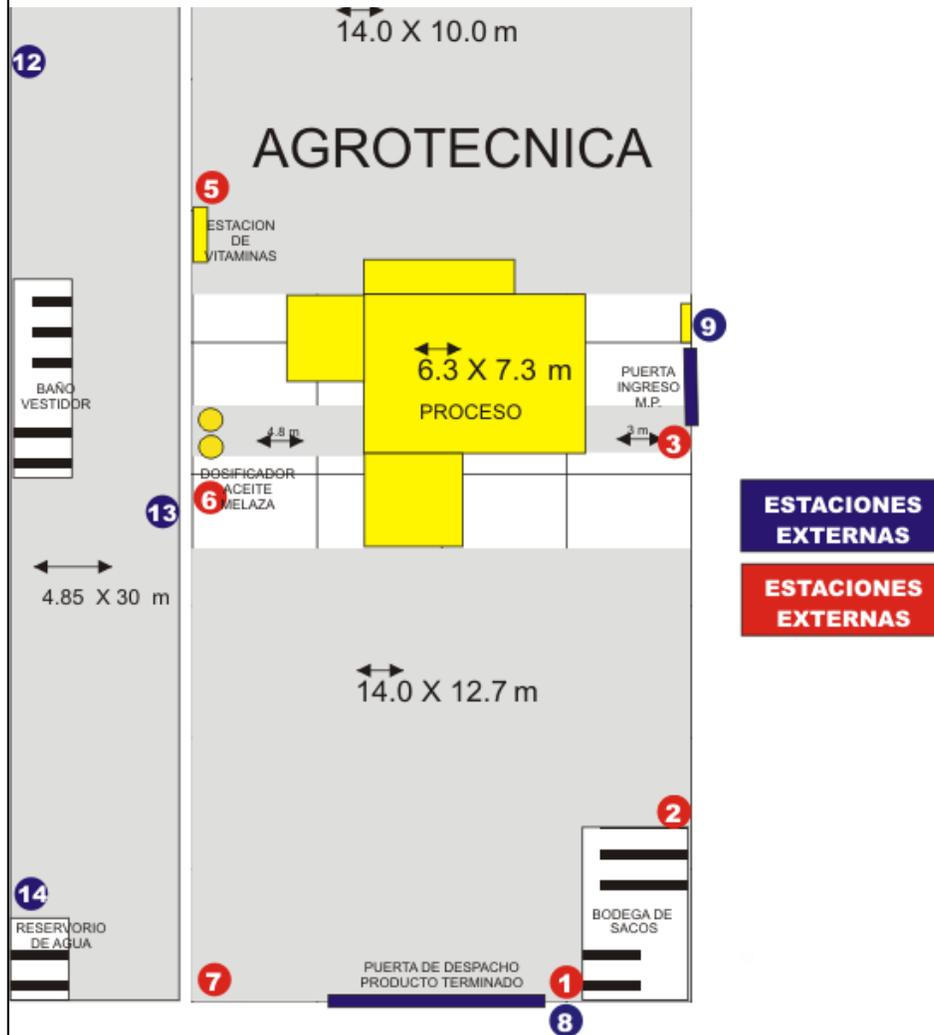 14.0 X 10.0 m
12
AGROTECNICA
5
ESTACION
DE
VITAMINAS
9
6.3 X 7.3 m
PROCESO
PUERTA
INGRESO
M.P.
BAÑO
VESTIDOR
4.8 m
3 m
3
DOSIFICADOR
ACEITE
MELAZA
6
13
ESTACIONES
EXTERNAS
ESTACIONES
EXTERNAS
4.85 X 30 m
14.0 X 12.7 m
2
14
RESERVORIO
DE AGUA
BODEGA DE
SACOS
7
PUERTA DE DESPACHO
PRODUCTO TERMINADO
1
8